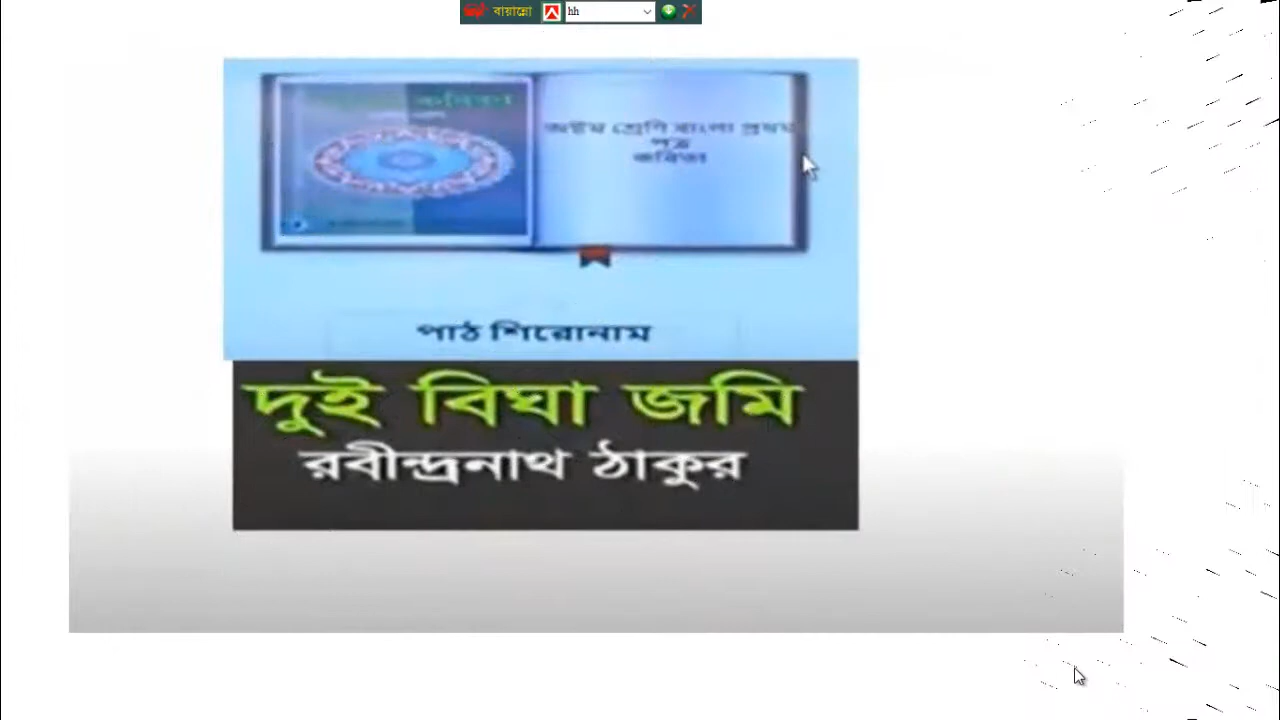 বায়ান্নো
hh
অষ্টম শ্রেণি বাংলা প্রথম
পত্র
কবিতা
পাঠ শিরোনাম
দুই বিঘা জমি
রবীন্দ্রনাথ ঠাকুর